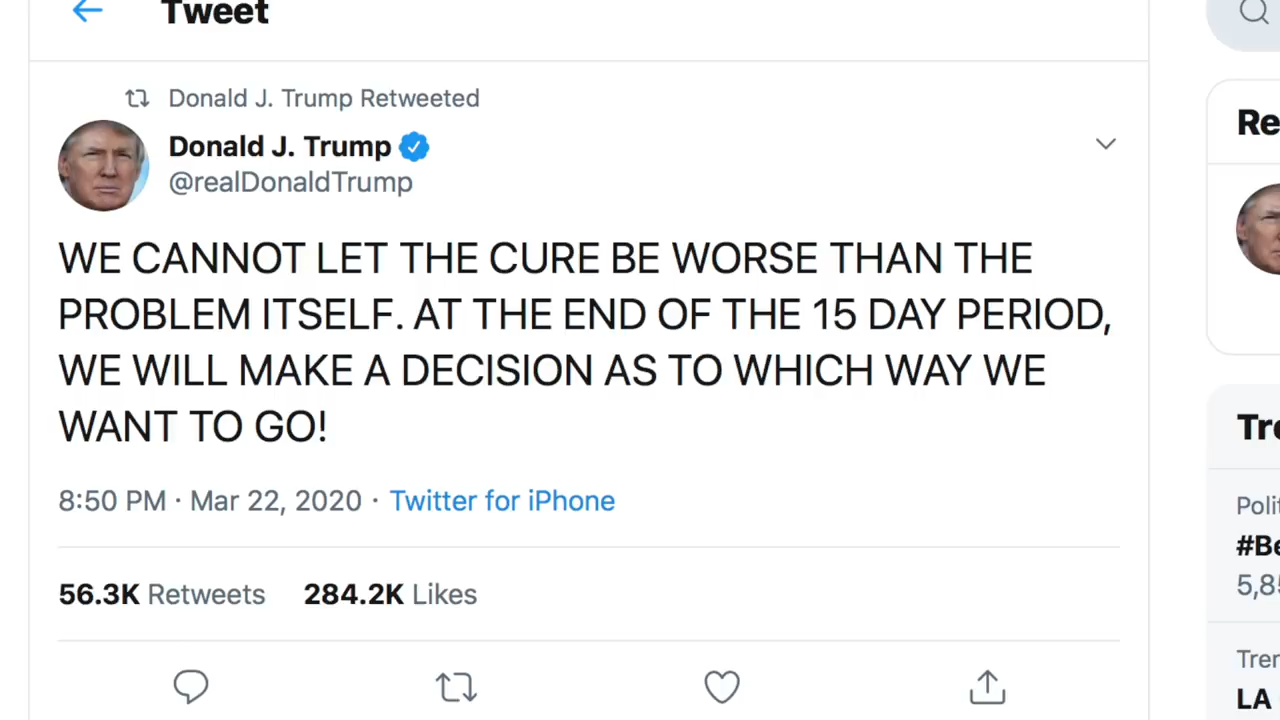 Tweet
Donald J. Trump Retweeted
Donald J. Trump
@realDonaldTrump
WE CANNOT LET THE CURE BE WORSE THAN THE
PROBLEM ITSELF. AT THE END OF THE 15 DAY PERIOD,
WE WILL MAKE A DECISION AS TO WHICH WAY WE
WANT TO GO!
8:50 PM · Mar 22, 2020 · Twitter for iPhone
56.3K Retweets 284.2K Likes
LA